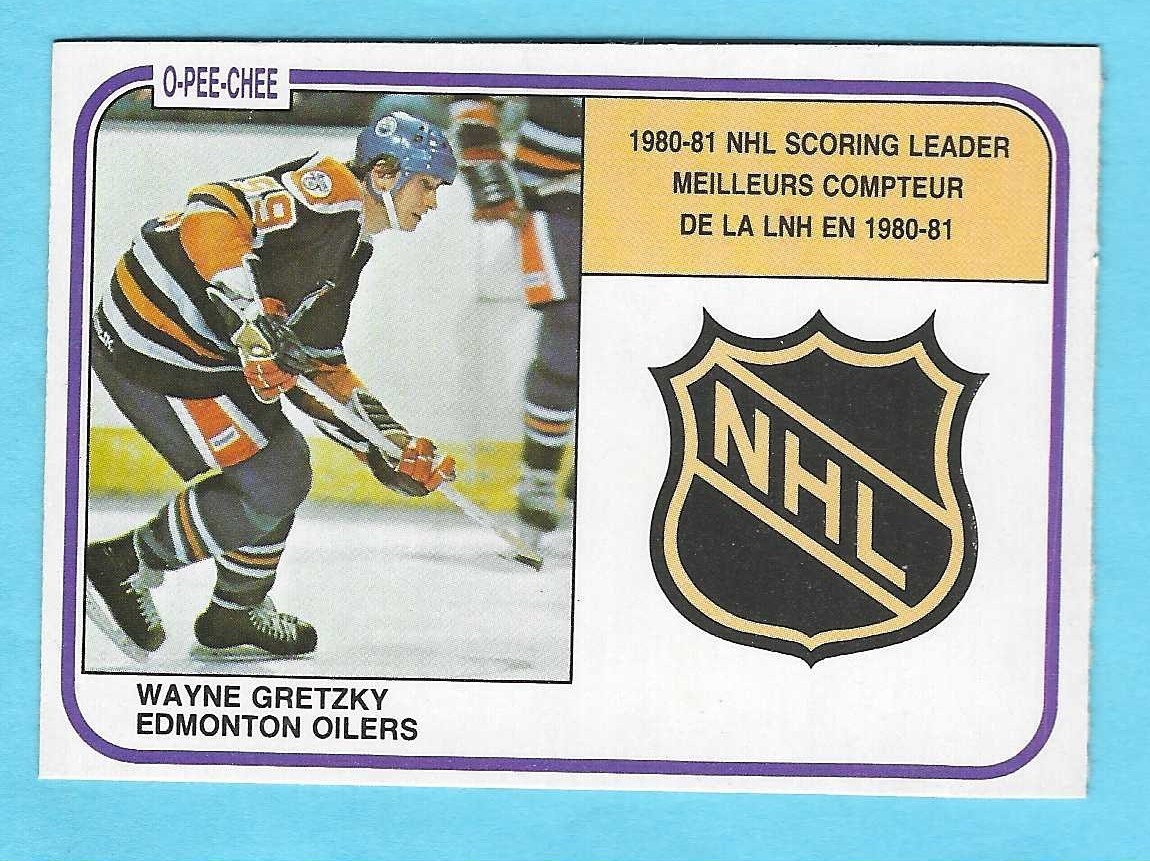 O-PEE-CHEE
1980-81 NHL SCORING LEADER
MEILLEURS COMPTEUR
DE LA LNH EN 1980-81
99
NHL
WAYNE GRETZKY
EDMONTON OILERS